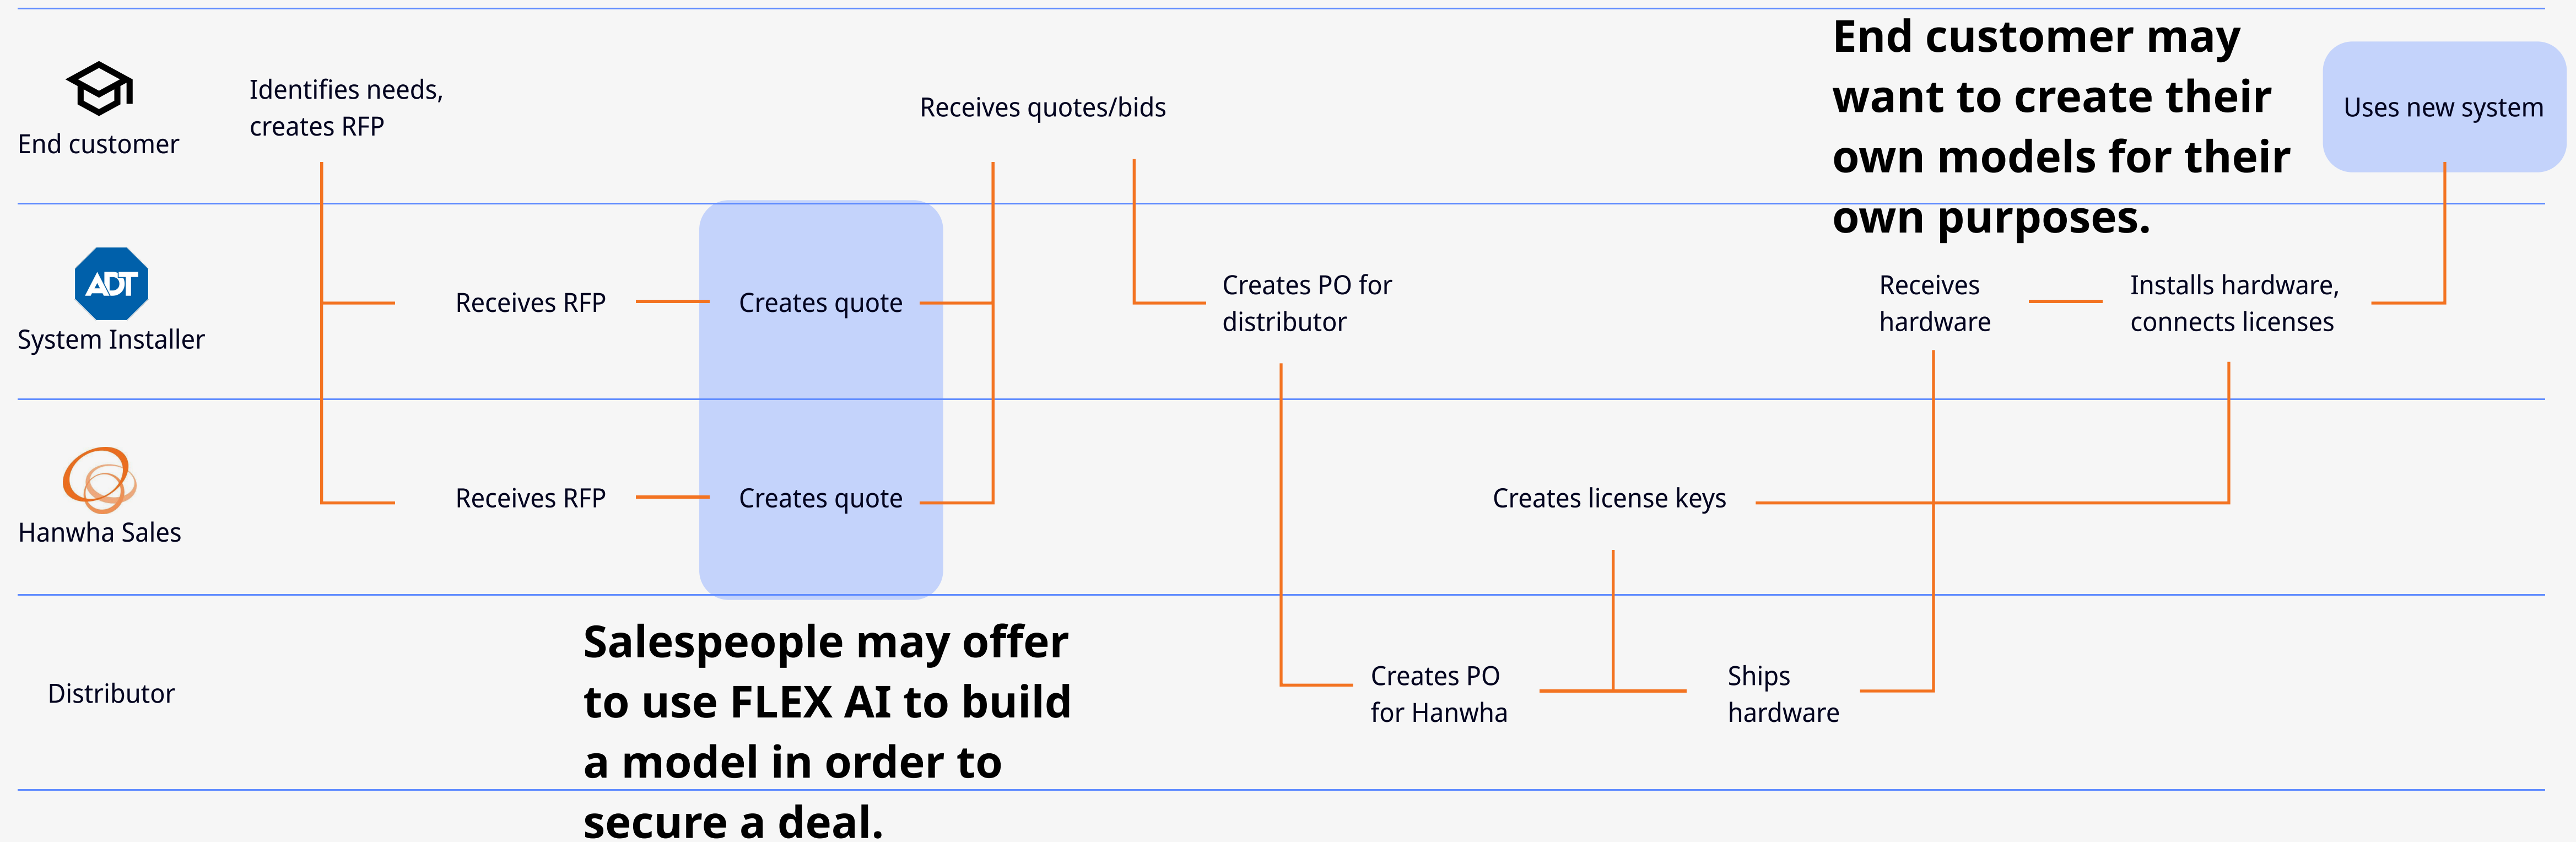 End customer
Identifies needs,
creates RFP
Receives quotes/bids
End customer may
want to create their
own models for their
own purposes.
Uses new system
ADT
System Installer
Receives RFP
Creates quote
Creates PO for
distributor
Receives
hardware
Installs hardware,
connects licenses
Hanwha Sales
Receives RFP
Creates quote
Creates license keys
Distributor
Salespeople may offer
to use FLEX AI to build
a model in order to
secure a deal.
Creates PO
for Hanwha
Ships
hardware